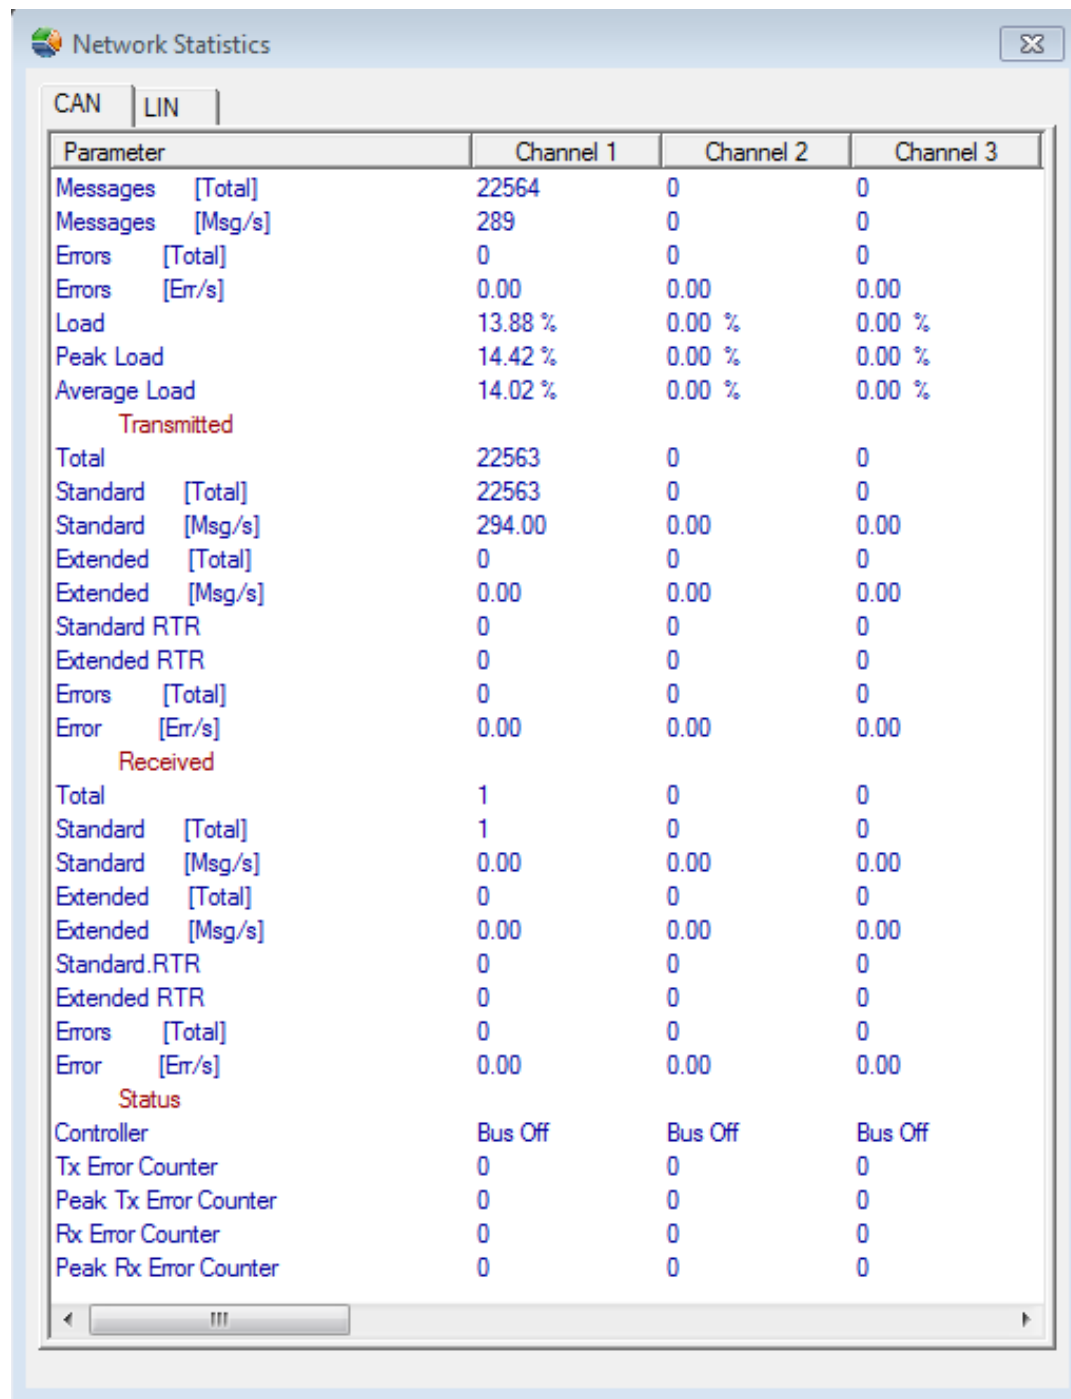 Network Statistics
CAN LIN
Parameter Channel 1 Channel 2 Channel 3
Messages [Total] 22564 0 0
Messages [Msg/s] 289 0 0
Errors [Total] 0 0 0
Errors [Err/s] 0.00 0.00 0.00
Load 13.88 % 0.00 % 0.00 %
Peak Load 14.42 % 0.00 % 0.00 %
Average Load 14.02 % 0.00 % 0.00 %
Transmitted
Total 22563 0 0
Standard [Total] 22563 0 0
Standard [Msg/s] 294.00 0.00 0.00
Extended [Total] 0 0 0
Extended [Msg/s] 0.00 0.00 0.00
Standard RTR 0 0 0
Extended RTR 0 0 0
Errors [Total] 0 0 0
Error [Err/s] 0.00 0.00 0.00
Received
Total 1 0 0
Standard [Total] 1 0 0
Standard [Msg/s] 0.00 0.00 0.00
Extended [Total] 0 0 0
Extended [Msg/s] 0.00 0.00 0.00
Standard.RTR 0 0 0
Extended RTR 0 0 0
Errors [Total] 0 0 0
Error [Err/s] 0.00 0.00 0.00
Status
Controller Bus Off Bus Off Bus Off
Tx Error Counter 0 0 0
Peak Tx Error Counter 0 0 0
Rx Error Counter 0 0 0
Peak Rx Error Counter 0 0 0